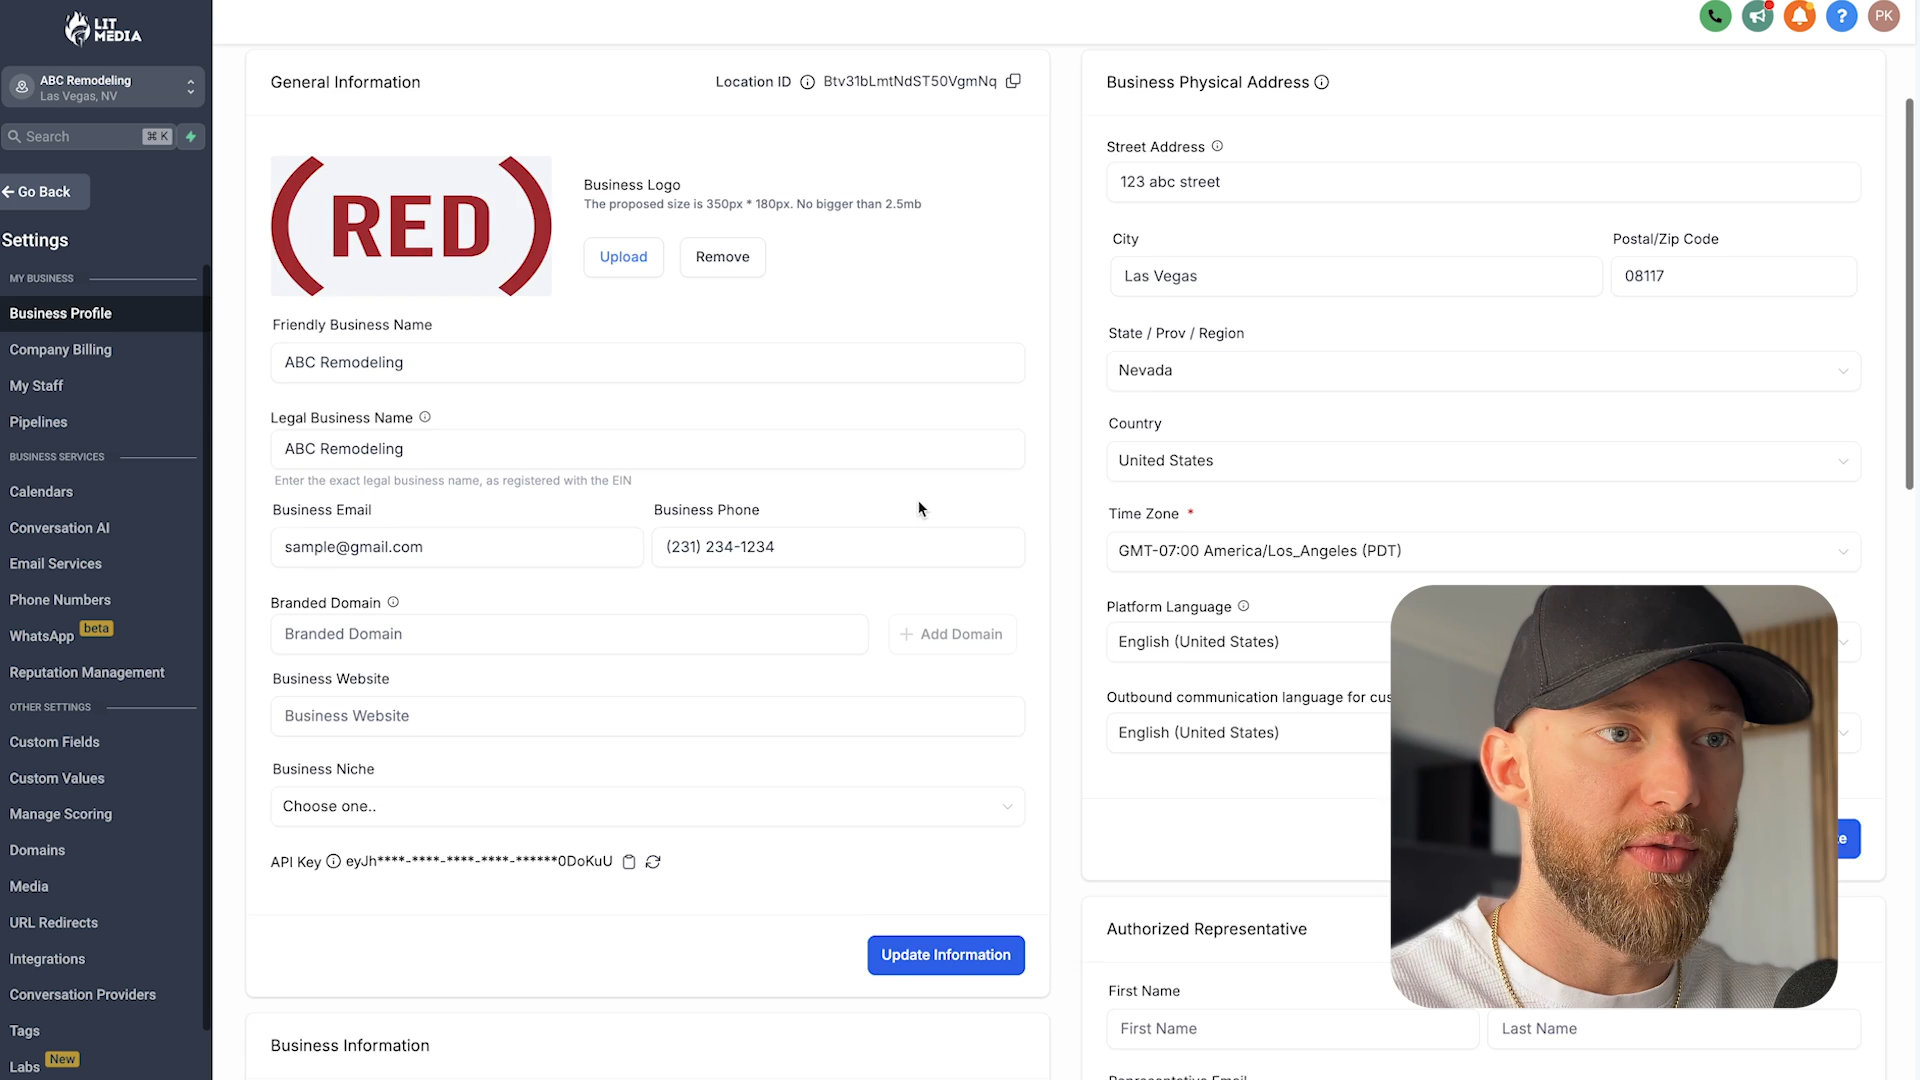 LIT
MEDIA
PK
ABC Remodeling
Las Vegas, NV
Search
⌘ K
Go Back
Settings
MY BUSINESS
Business Profile
Company Billing
My Staff
Pipelines
BUSINESS SERVICES
Calendars
Conversation AI
Email Services
Phone Numbers
WhatsApp beta
Reputation Management
OTHER SETTINGS
Custom Fields
Custom Values
Manage Scoring
Domains
Media
URL Redirects
Integrations
Conversation Providers
Tags
Labs New
General Information
Location ID Btv31bLmtNdST50VgmNq
(RED)
Business Logo
The proposed size is 350px * 180px. No bigger than 2.5mb
Upload
Remove
Friendly Business Name
ABC Remodeling
Legal Business Name
ABC Remodeling
Enter the exact legal business name, as registered with the EIN
Business Email
Business Phone
sample@gmail.com
(231) 234-1234
Branded Domain
Branded Domain
+ Add Domain
Business Website
Business Website
Business Niche
Choose one..
API Key eyJh****-****-****-****-******0DoKuU
Update Information
Business Information
Business Physical Address
Street Address
123 abc street
City
Postal/Zip Code
Las Vegas
08117
State / Prov / Region
Nevada
Country
United States
Time Zone *
GMT-07:00 America/Los_Angeles (PDT)
Platform Language
English (United States)
Outbound communication language for cus
English (United States)
Authorized Representative
First Name
First Name
Last Name
Representative Email